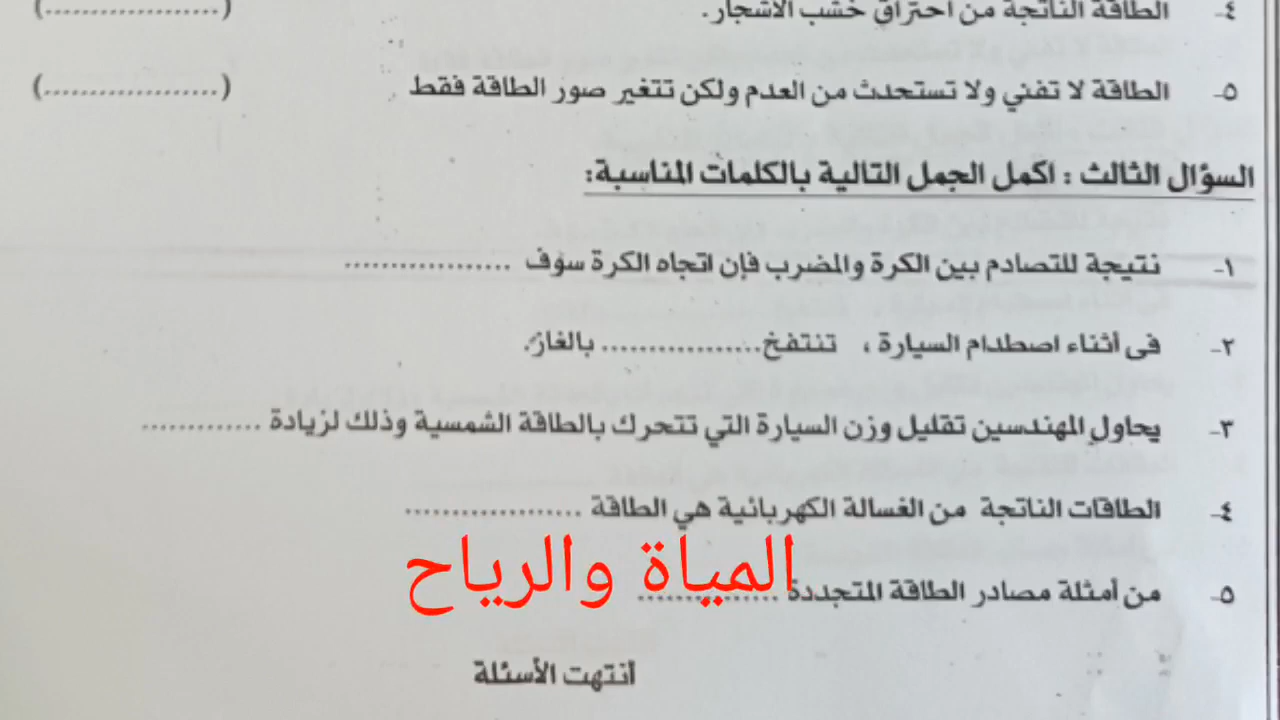 ٤- الطاقة الناتجة من احتراق خشب الاشجار. (..................)
٥- الطاقة لا تفني ولا تستحدث من العدم ولكن تتغير صور الطاقة فقط (..................)
السؤال الثالث : اكمل الجمل التالية بالكلمات المناسبة:
١- نتيجة للتصادم بين الكرة والمضرب فإن اتجاه الكرة سوف ..................
٢- فى أثناء اصطدام السيارة ، تنتفخ................. بالغاز.
٣- يحاول المهندسين تقليل وزن السيارة التي تتحرك بالطاقة الشمسية وذلك لزيادة .............
٤- الطاقات الناتجة من الغسالة الكهربائية هي الطاقة ...................
المياة والرياح
٥- من أمثلة مصادر الطاقة المتجددة ...............
أنتهت الأسئلة